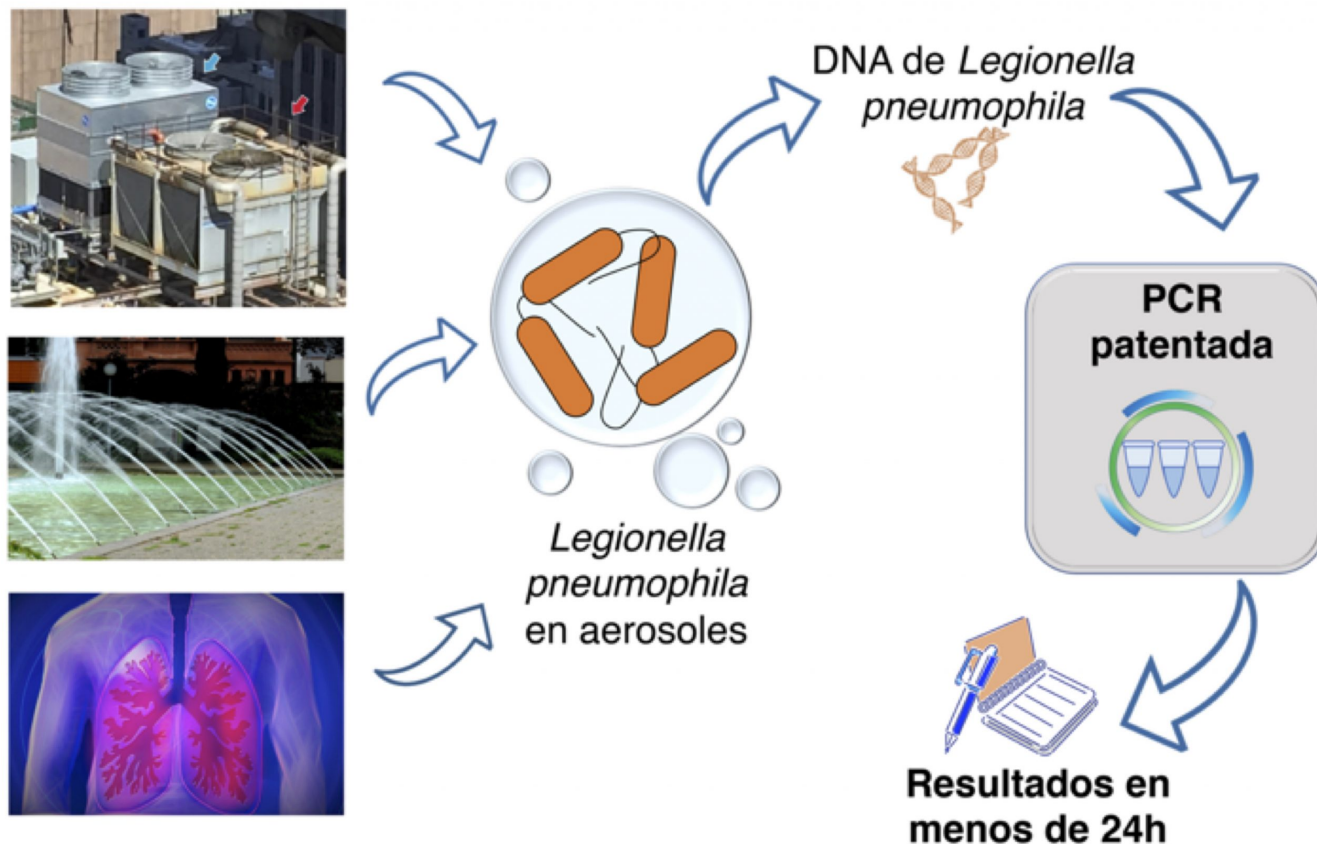 DNA de Legionella
pneumophila
PCR
patentada
Legionella
pneumophila
en aerosoles
Resultados en
menos de 24h